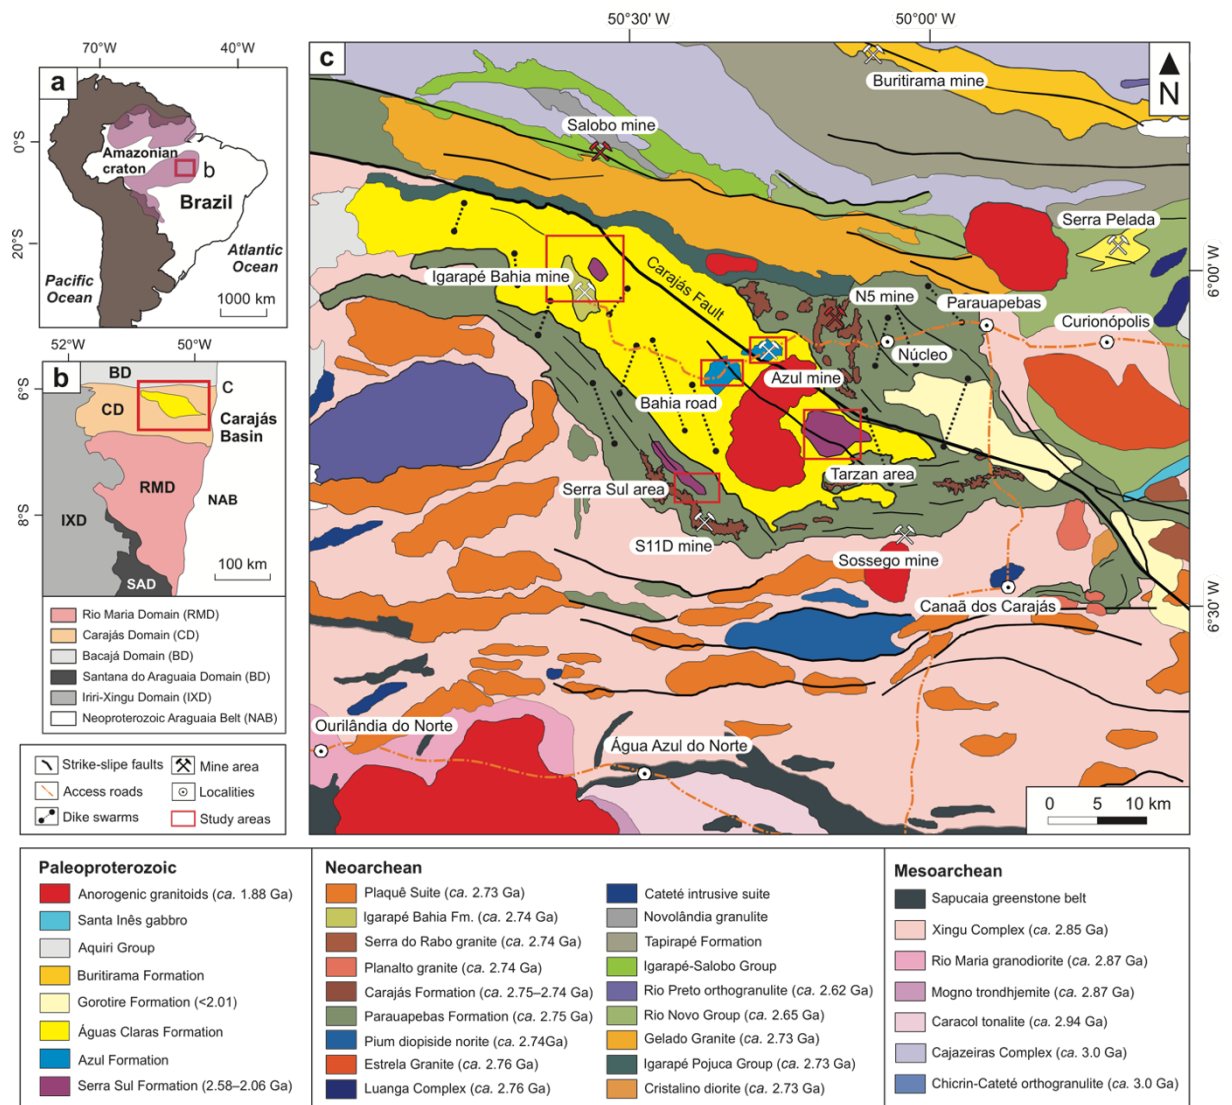 50°30' W
50°00' W
70°W
40°W
a
0°S
20°S
Amazonian
craton
b
Brazil
Pacific
Ocean
Atlantic
Ocean
1000 km
52°W
50°W
b
6°S
8°S
BD
CD
C
Carajás
Basin
RMD
NAB
IXD
SAD
100 km
Rio Maria Domain (RMD)
Carajás Domain (CD)
Bacajá Domain (BD)
Santana do Araguaia Domain (BD)
Iriri-Xingu Domain (IXD)
Neoproterozoic Araguaia Belt (NAB)
Strike-slipe faults
Mine area
Access roads
Localities
Dike swarms
Study areas
c
N
Buritirama mine
Salobo mine
Serra Pelada
6°00' W
Igarapé Bahia mine
Carajás Fault
N5 mine
Parauapebas
Curionópolis
Núcleo
Azul mine
Bahia road
Tarzan area
Serra Sul area
S11D mine
Sossego mine
Canaã dos Carajás
6°30' W
Ourilândia do Norte
Água Azul do Norte
0 5 10 km
Paleoproterozoic
Anorogenic granitoids (ca. 1.88 Ga)
Santa Inês gabbro
Aquiri Group
Buritirama Formation
Gorotire Formation (<2.01)
Águas Claras Formation
Azul Formation
Serra Sul Formation (2.58–2.06 Ga)
Neoarchean
Plaquê Suite (ca. 2.73 Ga)
Igarapé Bahia Fm. (ca. 2.74 Ga)
Serra do Rabo granite (ca. 2.74 Ga)
Planalto granite (ca. 2.74 Ga)
Carajás Formation (ca. 2.75–2.74 Ga)
Parauapebas Formation (ca. 2.75 Ga)
Pium diopiside norite (ca. 2.74Ga)
Estrela Granite (ca. 2.76 Ga)
Luanga Complex (ca. 2.76 Ga)
Cateté intrusive suite
Novolândia granulite
Tapirapé Formation
Igarapé-Salobo Group
Rio Preto orthogranulite (ca. 2.62 Ga)
Rio Novo Group (ca. 2.65 Ga)
Gelado Granite (ca. 2.73 Ga)
Igarapé Pojuca Group (ca. 2.73 Ga)
Cristalino diorite (ca. 2.73 Ga)
Mesoarchean
Sapucaia greenstone belt
Xingu Complex (ca. 2.85 Ga)
Rio Maria granodiorite (ca. 2.87 Ga)
Mogno trondhjemite (ca. 2.87 Ga)
Caracol tonalite (ca. 2.94 Ga)
Cajazeiras Complex (ca. 3.0 Ga)
Chicrin-Cateté orthogranulite (ca. 3.0 Ga)